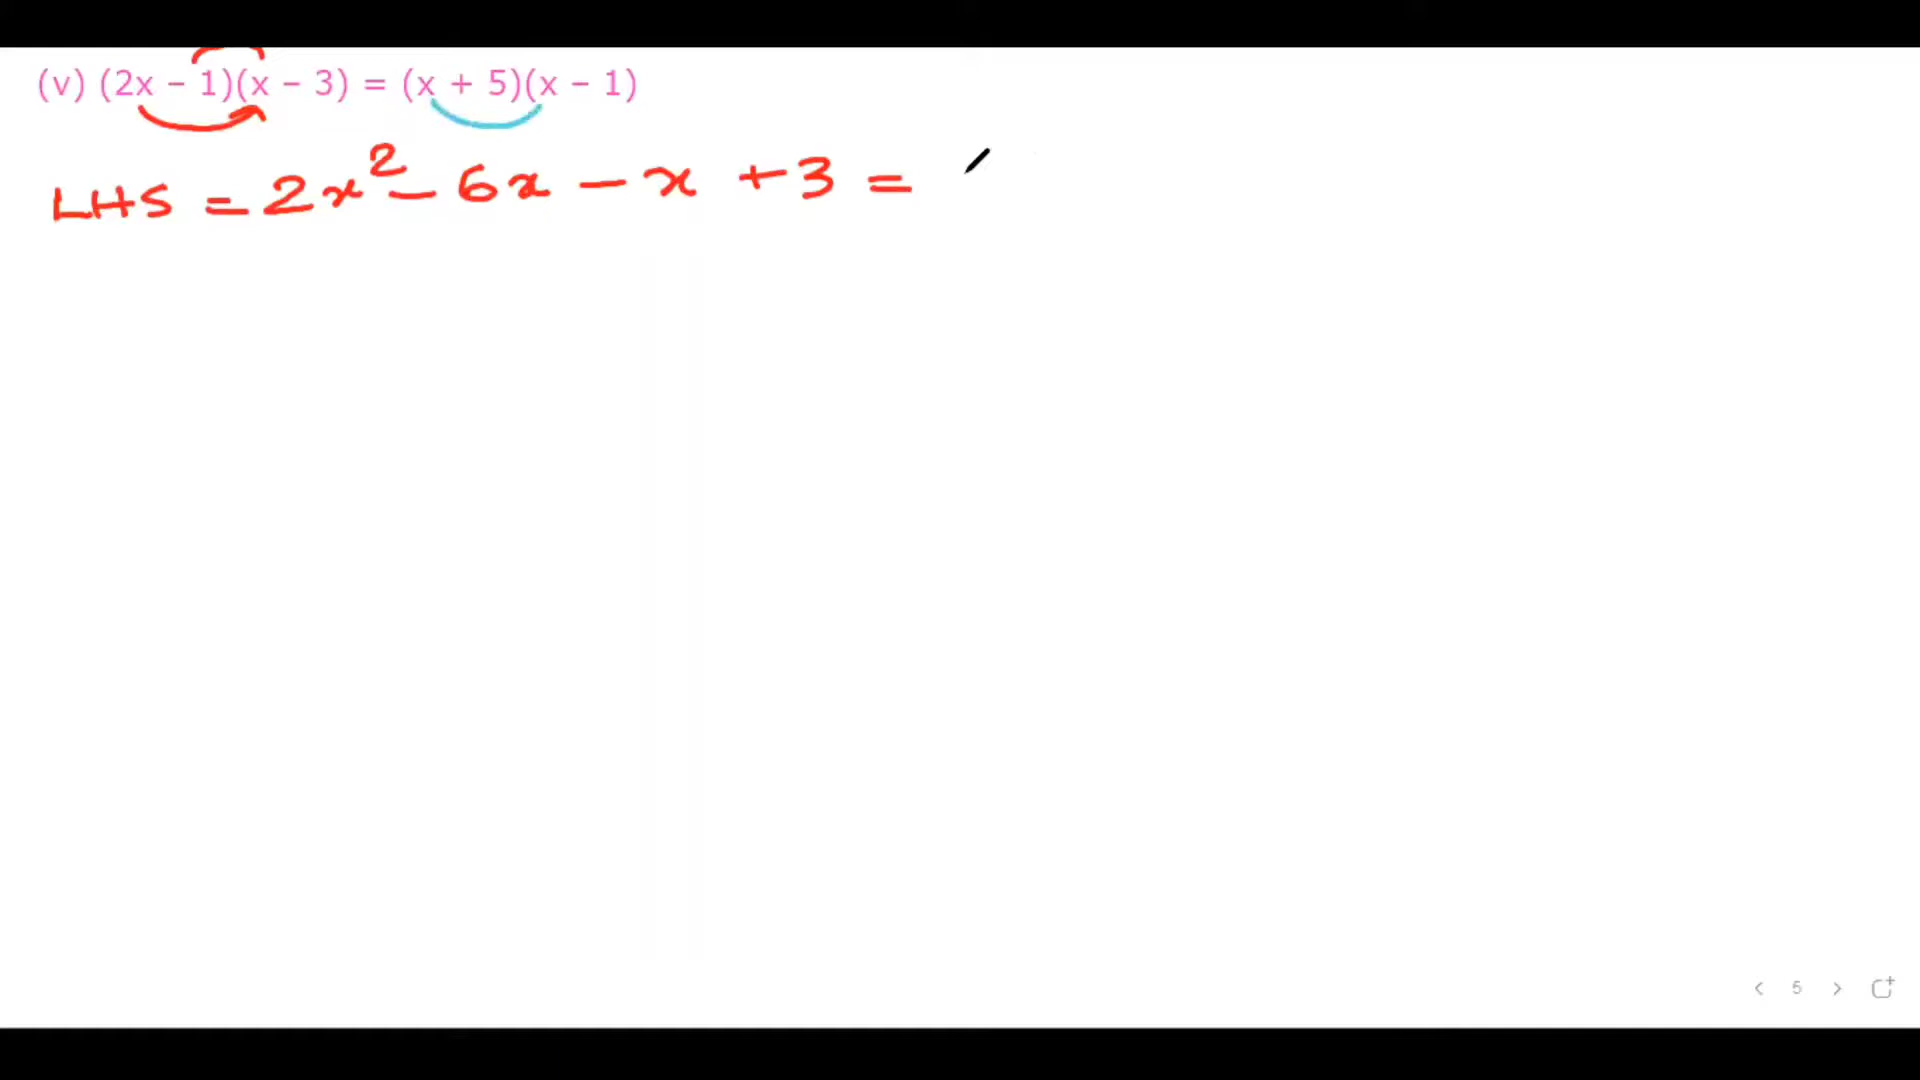 (v) (2x − 1)(x − 3) = (x + 5)(x − 1)
LHS = 2x² − 6x − x + 3 =
< 5 >